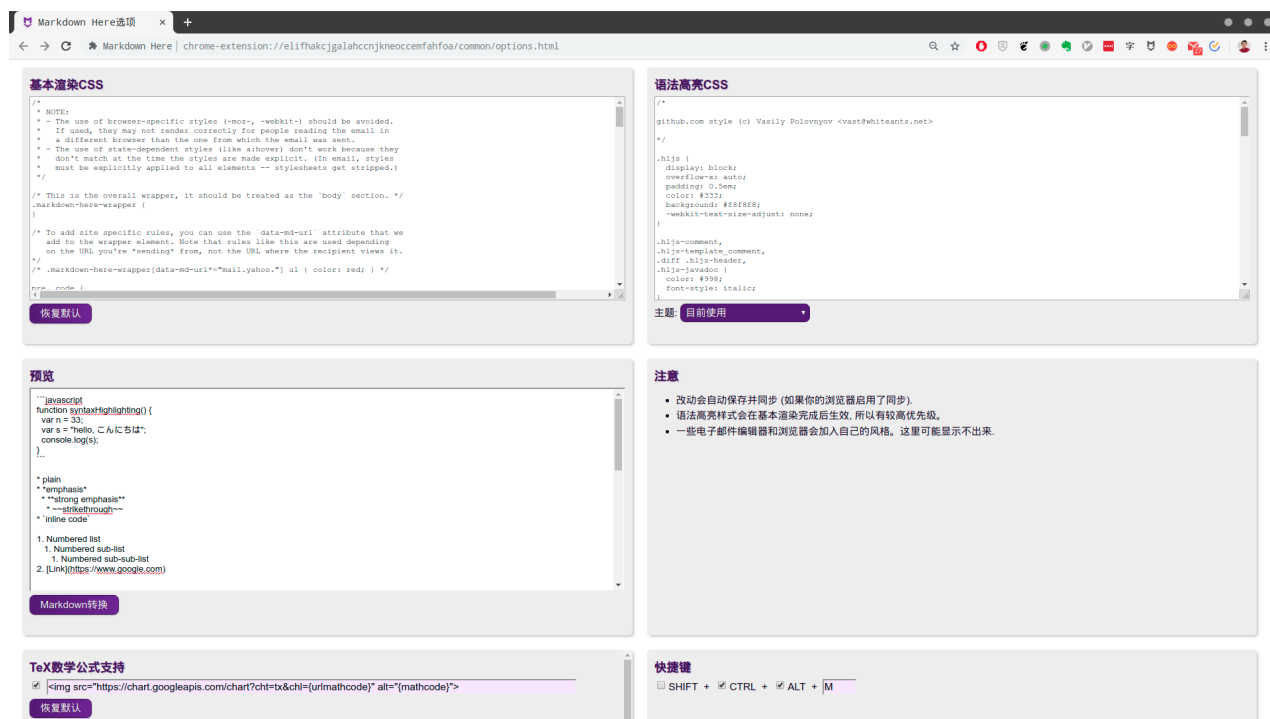 Markdown Here选项
Markdown Here | chrome-extension://elifhakcjgalahccnjkneoccemfahfoa/common/options.html
字
基本渲染CSS
/*
 * NOTE:
 * - The use of browser-specific styles (-moz-, -webkit-) should be avoided.
 *   If used, they may not render correctly for people reading the email in
 *   a different browser than the one from which the email was sent.
 * - The use of state-dependent styles (like a:hover) don't work because they
 *   don't match at the time the styles are made explicit. (In email, styles
 *   must be explicitly applied to all elements -- stylesheets get stripped.)
 */
/* This is the overall wrapper, it should be treated as the `body` section. */
.markdown-here-wrapper {
}
/* To add site specific rules, you can use the `data-md-url` attribute that we
   add to the wrapper element. Note that rules like this are used depending
   on the URL you're *sending* from, not the URL where the recipient views it.
*/
/* .markdown-here-wrapper[data-md-url*="mail.yahoo."] ul { color: red; } */
pre, code {
恢复默认
语法高亮CSS
/*
github.com style (c) Vasily Polovnyov <vast@whiteants.net>
*/
.hljs {
  display: block;
  overflow-x: auto;
  padding: 0.5em;
  color: #333;
  background: #f8f8f8;
  -webkit-text-size-adjust: none;
}
.hljs-comment,
.hljs-template_comment,
.diff .hljs-header,
.hljs-javadoc {
  color: #998;
  font-style: italic;
}
主题: 目前使用
预览
```javascript
function syntaxHighlighting() {
  var n = 33;
  var s = "hello, こんにちは";
  console.log(s);
}
```
* plain
* *emphasis*
  * **strong emphasis**
    * ~~strikethrough~~
* `inline code`
1. Numbered list
   1. Numbered sub-list
      1. Numbered sub-sub-list
2. [Link](https://www.google.com)
Markdown转换
注意
• 改动会自动保存并同步 (如果你的浏览器启用了同步).
• 语法高亮样式会在基本渲染完成后生效, 所以有较高优先级。
• 一些电子邮件编辑器和浏览器会加入自己的风格。这里可能显示不出来.
TeX数学公式支持
<img src="https://chart.googleapis.com/chart?cht=tx&chl={urlmathcode}" alt="{mathcode}">
恢复默认
快捷键
SHIFT + CTRL + ALT + M